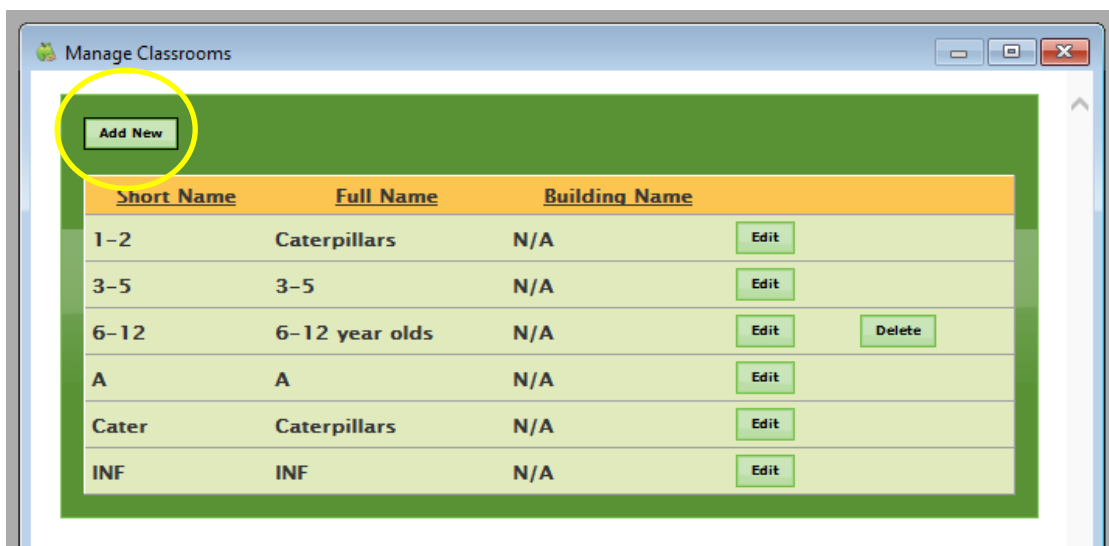 Manage Classrooms
Add New
Short Name Full Name Building Name
1-2 Caterpillars N/A Edit
3-5 3-5 N/A Edit
6-12 6-12 year olds N/A Edit Delete
A A N/A Edit
Cater Caterpillars N/A Edit
INF INF N/A Edit